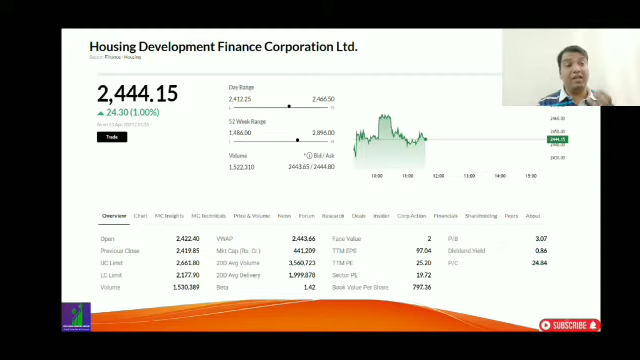 Housing Development Finance Corporation Ltd.
Sector: Finance - Housing
2,444.15
24.30 (1.00%)
Trade
Day Range
2,412.25 2,466.50
L H
52 Week Range
1,486.00 2,896.00
L H
Volume Bid / Ask
1,522,310 2443.65 / 2444.80
2466.00
2444.15
2430.00
10:00 11:00 12:00 13:00 14:00 15:00
Overview Chart MC Insights MC Technicals Price & Volume News Forum Research Deals Insider Corp Action Financials Shareholding Peers About
Open 2,422.40 VWAP 2,443.66 Face Value 2 P/B 3.07
Previous Close 2,419.85 Mkt Cap (Rs. Cr.) 441,209 TTM EPS 97.04 Dividend Yield 0.86
UC Limit 2,661.80 20D Avg Volume 3,560,723 TTM PE 25.20 P/C 24.84
LC Limit 2,177.90 20D Avg Delivery 1,999,878 Sector PE 19.72
Volume 1,530,389 Beta 1.42 Book Value Per Share 797.36
SUBSCRIBE